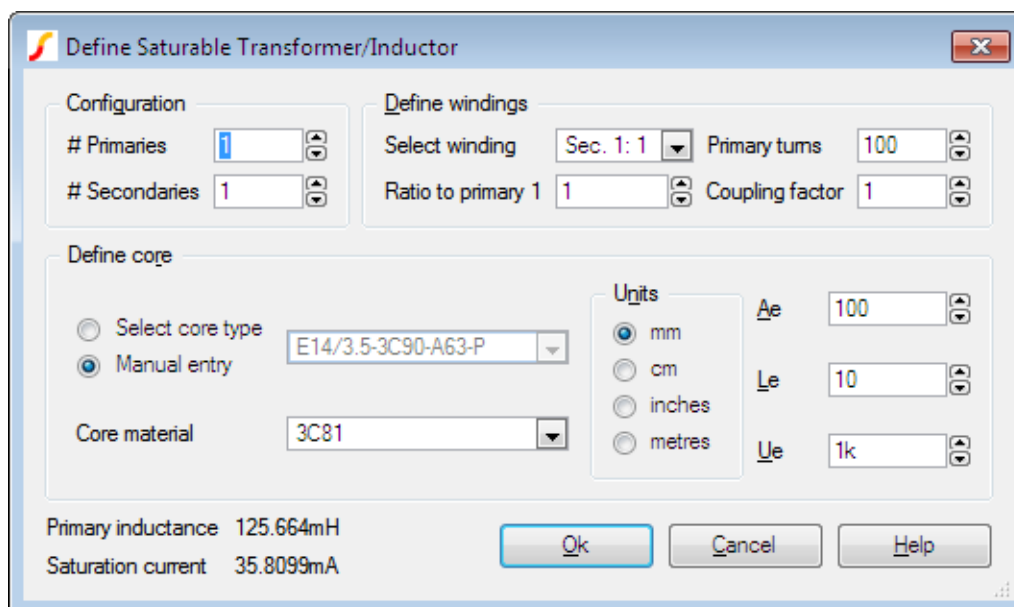 Define Saturable Transformer/Inductor
Configuration
# Primaries 1
# Secondaries 1
Define windings
Select winding Sec. 1: 1 Primary turns 100
Ratio to primary 1 1 Coupling factor 1
Define core
Select core type
Manual entry
E14/3.5-3C90-A63-P
Core material 3C81
Units
mm
cm
inches
metres
Ae 100
Le 10
Ue 1k
Primary inductance 125.664mH
Saturation current 35.8099mA
Ok Cancel Help